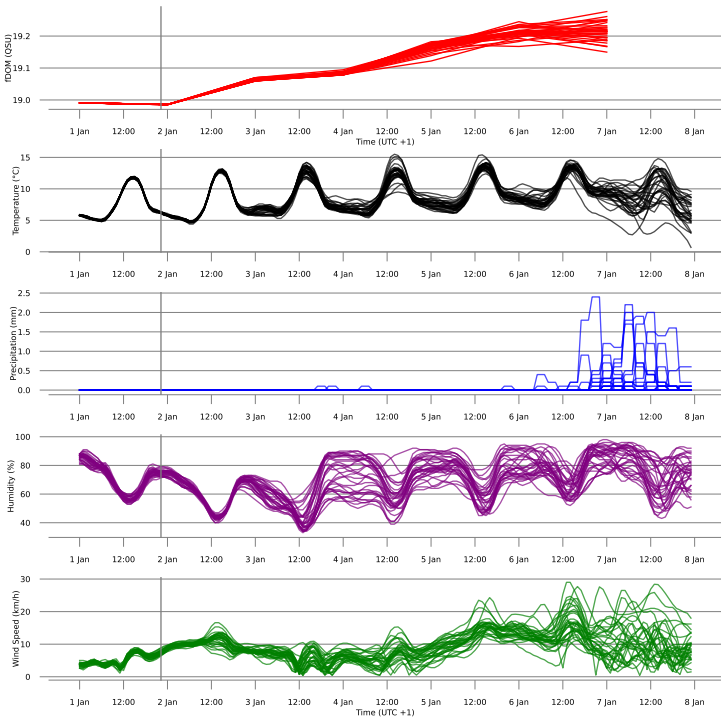 fDOM (QSU)
19.2
19.1
19.0
1 Jan 12:00 2 Jan 12:00 3 Jan 12:00 4 Jan 12:00 5 Jan 12:00 6 Jan 12:00 7 Jan 12:00 8 Jan
Time (UTC +1)
Temperature (°C)
15
10
5
0
1 Jan 12:00 2 Jan 12:00 3 Jan 12:00 4 Jan 12:00 5 Jan 12:00 6 Jan 12:00 7 Jan 12:00 8 Jan
Precipitation (mm)
2.5
2.0
1.5
1.0
0.5
0.0
1 Jan 12:00 2 Jan 12:00 3 Jan 12:00 4 Jan 12:00 5 Jan 12:00 6 Jan 12:00 7 Jan 12:00 8 Jan
Humidity (%)
100
80
60
40
1 Jan 12:00 2 Jan 12:00 3 Jan 12:00 4 Jan 12:00 5 Jan 12:00 6 Jan 12:00 7 Jan 12:00 8 Jan
Wind Speed (km/h)
30
20
10
0
1 Jan 12:00 2 Jan 12:00 3 Jan 12:00 4 Jan 12:00 5 Jan 12:00 6 Jan 12:00 7 Jan 12:00 8 Jan
Time (UTC +1)